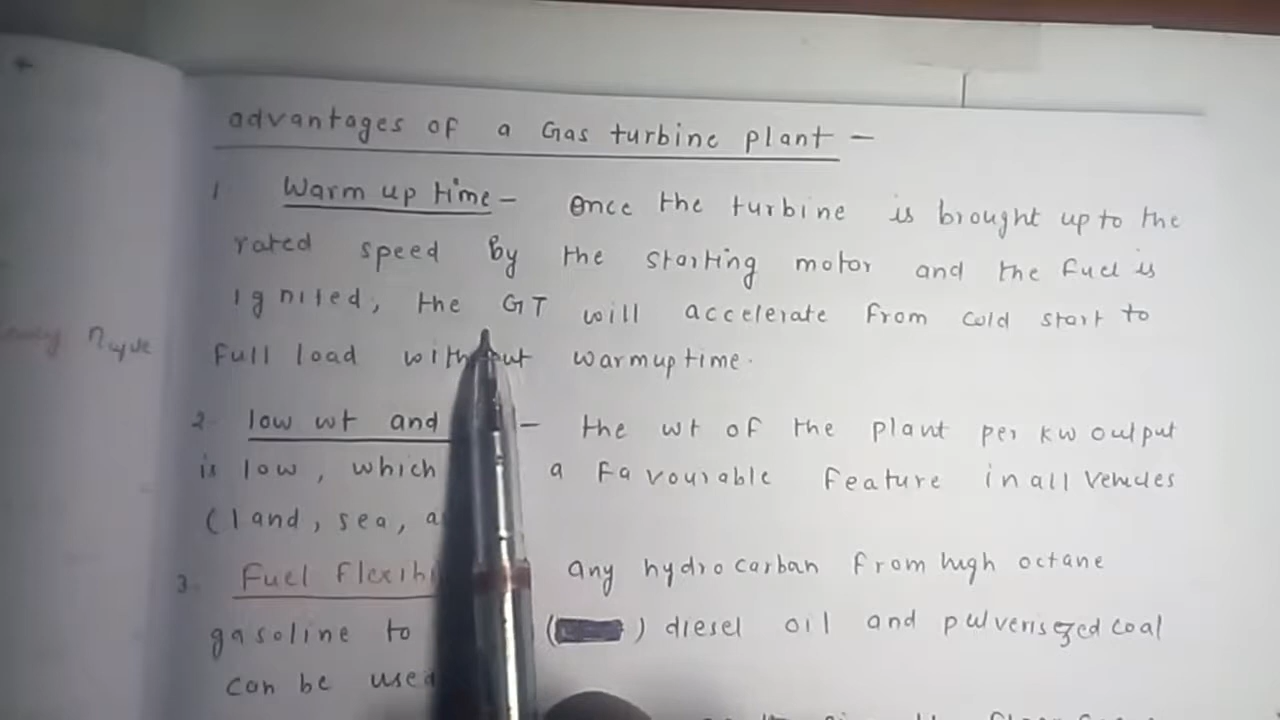 advantages of a Gas turbine plant -
1 Warm up time - Once the turbine is brought up to the
rated speed by the starting motor and the fuel is
ignited, the GT will accelerate from cold start to
full load without warmup time.
2. low wt and - the wt of the plant per kw output
is low, which a favourable feature in all vehicles
(land, sea, a
3. Fuel Flexib any hydrocarban from high octane
gasoline to ( ) diesel oil and pulveriszed coal
can be used